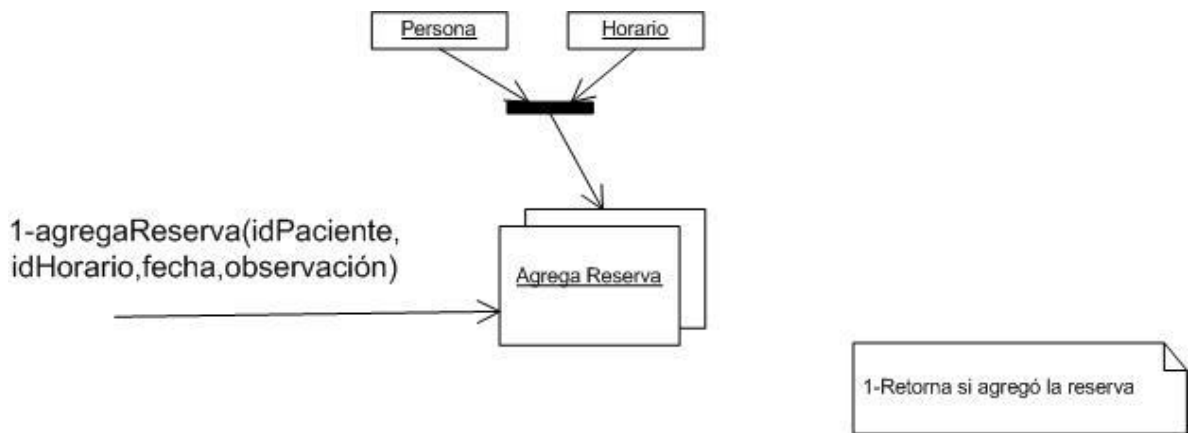 Persona
Horario
1-agregaReserva(idPaciente,
idHorario,fecha,observación)
Agrega Reserva
1-Retorna si agregó la reserva